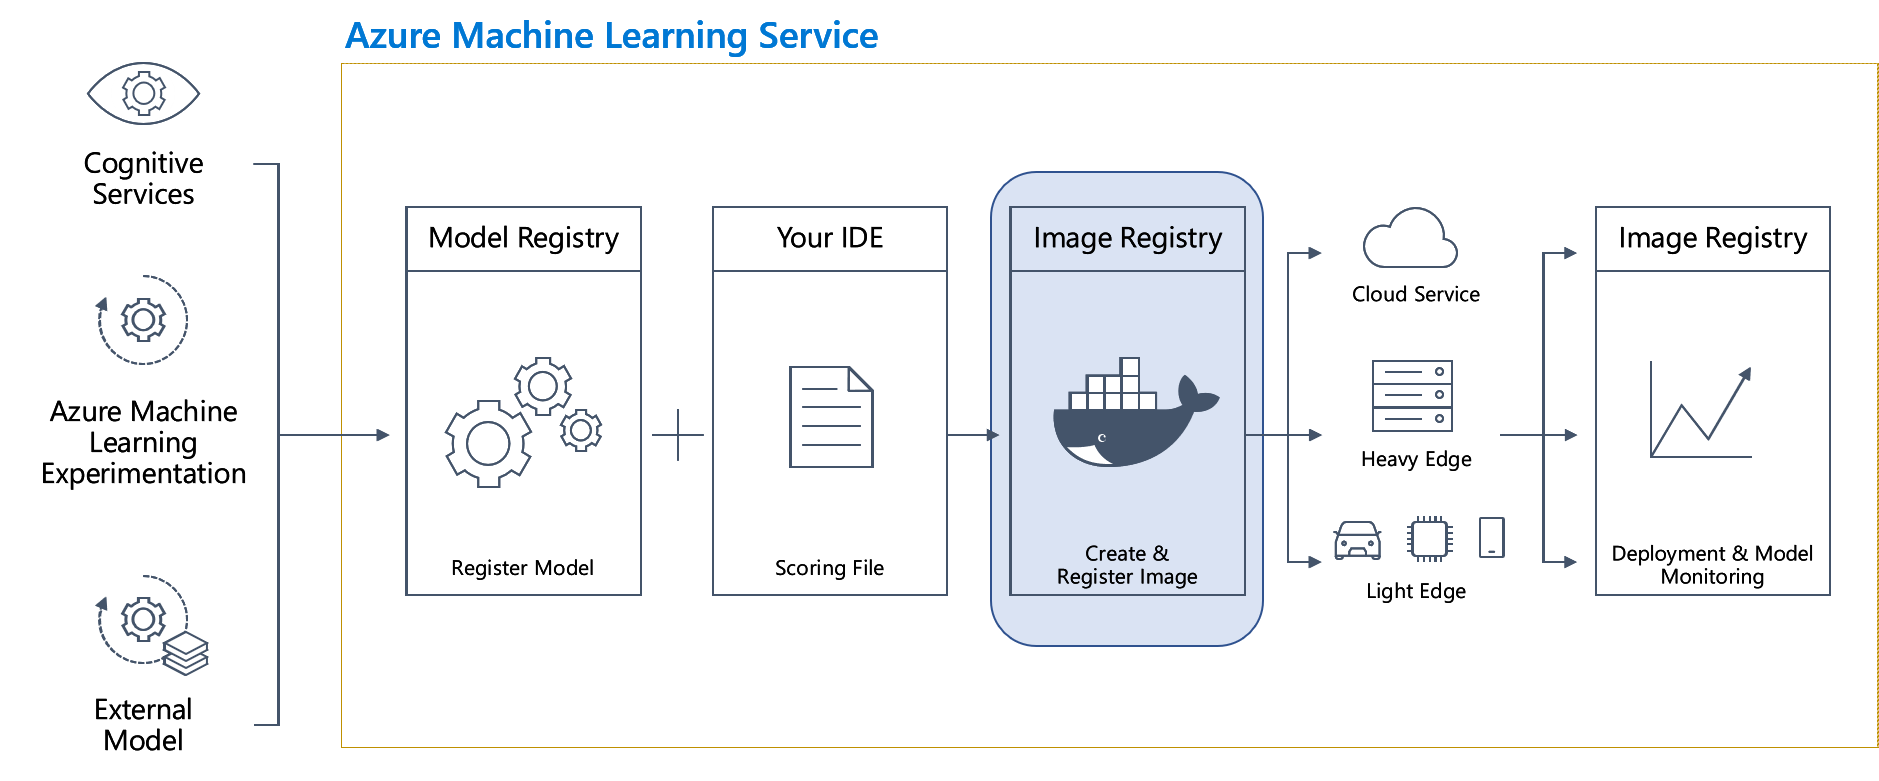 Azure Machine Learning Service
Cognitive
Services
Azure Machine
Learning
Experimentation
External
Model
Model Registry
Register Model
Your IDE
Scoring File
Image Registry
Create &
Register Image
Cloud Service
Heavy Edge
Light Edge
Image Registry
Deployment & Model
Monitoring